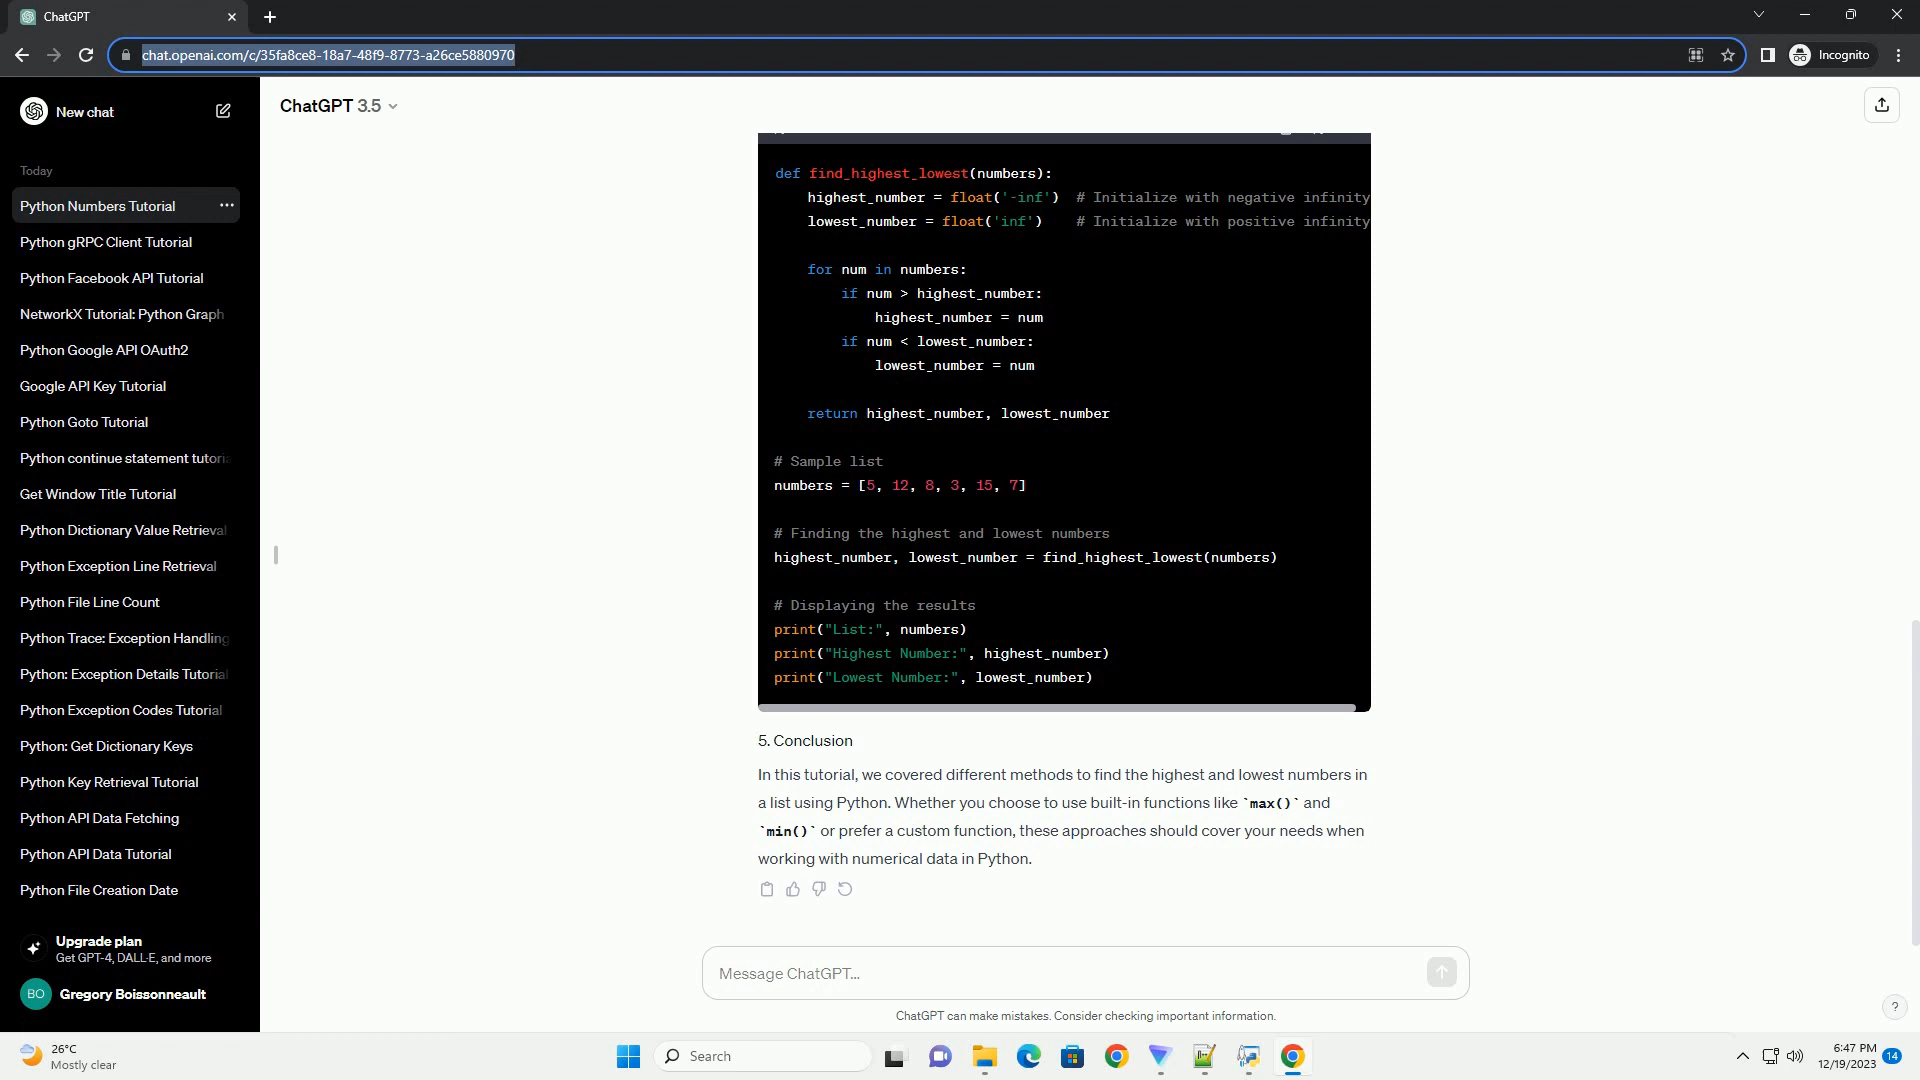 ChatGPT
chat.openai.com/c/35fa8ce8-18a7-48f9-8773-a26ce5880970
Incognito
New chat
ChatGPT 3.5
Today
Python Numbers Tutorial
Python gRPC Client Tutorial
Python Facebook API Tutorial
NetworkX Tutorial: Python Graph
Python Google API OAuth2
Google API Key Tutorial
Python Goto Tutorial
Python continue statement tutoria
Get Window Title Tutorial
Python Dictionary Value Retrieval
Python Exception Line Retrieval
Python File Line Count
Python Trace: Exception Handling
Python: Exception Details Tutorial
Python Exception Codes Tutorial
Python: Get Dictionary Keys
Python Key Retrieval Tutorial
Python API Data Fetching
Python API Data Tutorial
Python File Creation Date
Upgrade plan
Get GPT-4, DALL·E, and more
BO
Gregory Boissonneault
def find_highest_lowest(numbers):
highest_number = float('-inf')  # Initialize with negative infinity
lowest_number = float('inf')    # Initialize with positive infinity
for num in numbers:
if num > highest_number:
highest_number = num
if num < lowest_number:
lowest_number = num
return highest_number, lowest_number
# Sample list
numbers = [5, 12, 8, 3, 15, 7]
# Finding the highest and lowest numbers
highest_number, lowest_number = find_highest_lowest(numbers)
# Displaying the results
print("List:", numbers)
print("Highest Number:", highest_number)
print("Lowest Number:", lowest_number)
5. Conclusion
In this tutorial, we covered different methods to find the highest and lowest numbers in
a list using Python. Whether you choose to use built-in functions like `max()` and
`min()` or prefer a custom function, these approaches should cover your needs when
working with numerical data in Python.
Message ChatGPT...
ChatGPT can make mistakes. Consider checking important information.
?
26°C
Mostly clear
Search
6:47 PM
12/19/2023
14